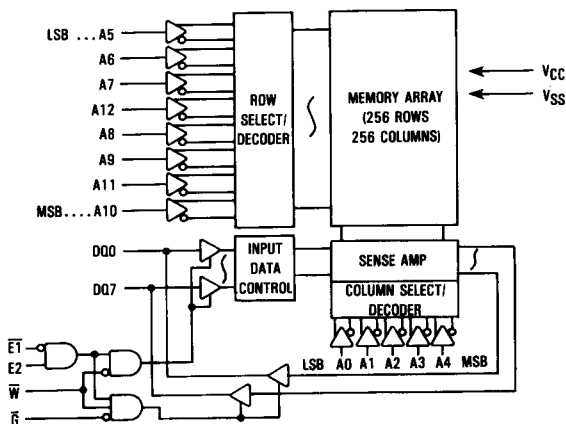 LSB ... A5
A6
A7
A12
A8
A9
A11
MSB....A10
ROW
SELECT/
DECODER
MEMORY ARRAY
(256 ROWS
256 COLUMNS)
VCC
VSS
DQ0
DQ7
INPUT
DATA
CONTROL
SENSE AMP
COLUMN SELECT/
DECODER
LSB A0 A1 A2 A3 A4 MSB
E1
E2
W
G